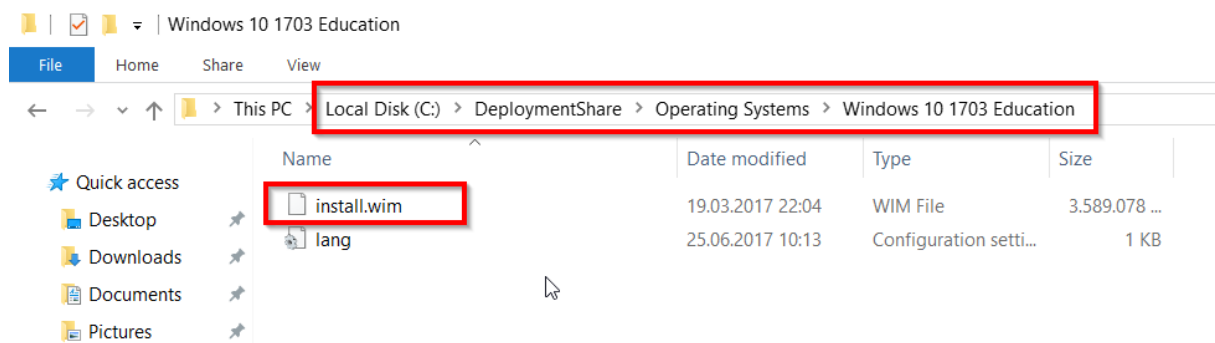 Windows 10 1703 Education
File Home Share View
This PC > Local Disk (C:) > DeploymentShare > Operating Systems > Windows 10 1703 Education
Name Date modified Type Size
Quick access
install.wim 19.03.2017 22:04 WIM File 3.589.078 ...
Desktop
lang 25.06.2017 10:13 Configuration setti... 1 KB
Downloads
Documents
Pictures